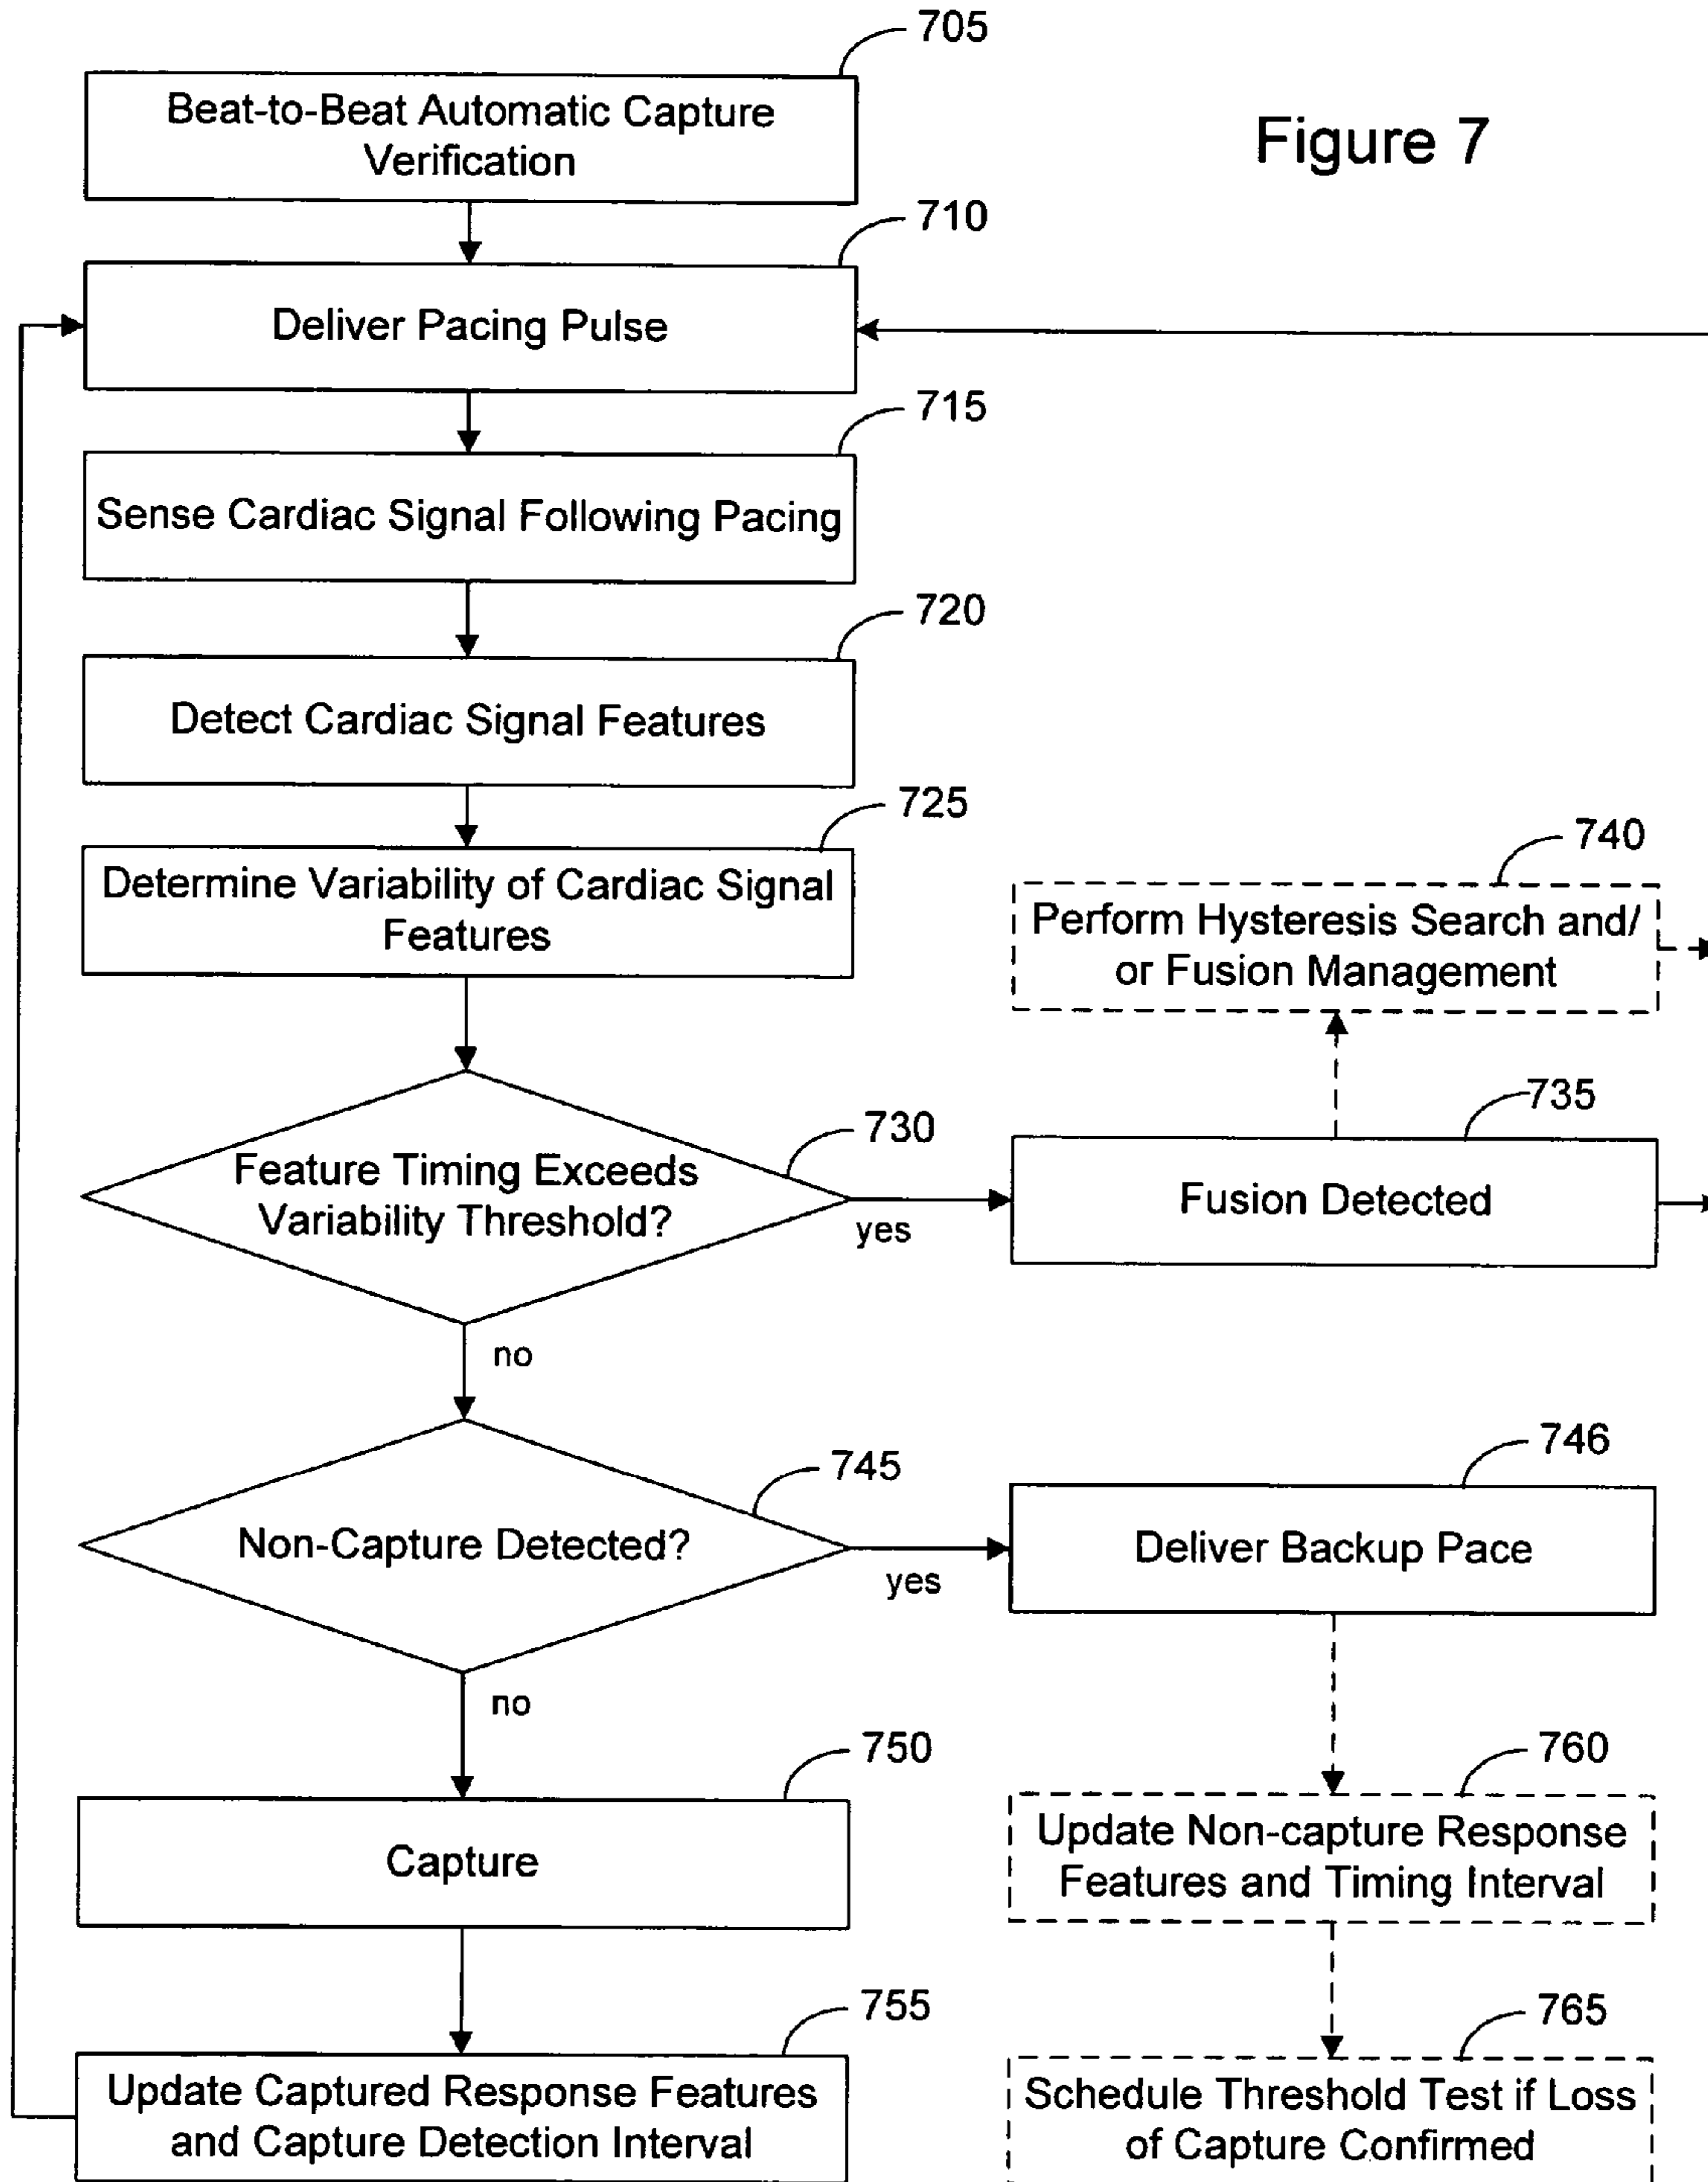 705
Beat-to-Beat Automatic Capture
Verification
Figure 7
710
Deliver Pacing Pulse
715
Sense Cardiac Signal Following Pacing
720
Detect Cardiac Signal Features
725
Determine Variability of Cardiac Signal
Features
740
Perform Hysteresis Search and/
or Fusion Management
730
Feature Timing Exceeds
Variability Threshold?
yes
735
Fusion Detected
no
745
Non-Capture Detected?
yes
746
Deliver Backup Pace
no
750
Capture
760
Update Non-capture Response
Features and Timing Interval
755
Update Captured Response Features
and Capture Detection Interval
765
Schedule Threshold Test if Loss
of Capture Confirmed